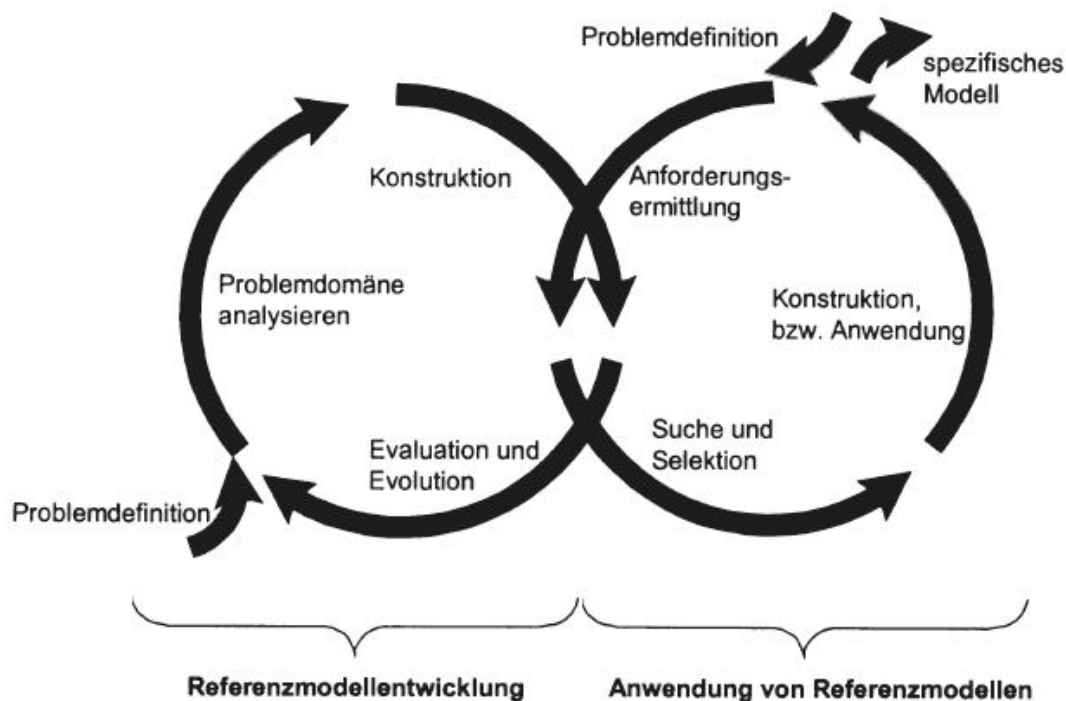 Problemdefinition
spezifisches
Modell
Konstruktion
Anforderungs-
ermittlung
Problemdomäne
analysieren
Konstruktion,
bzw. Anwendung
Evaluation und
Evolution
Suche und
Selektion
Problemdefinition
Referenzmodellentwicklung
Anwendung von Referenzmodellen